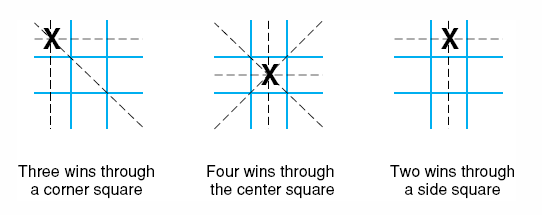 X
X
X
Three wins through
a corner square
Four wins through
the center square
Two wins through
a side square